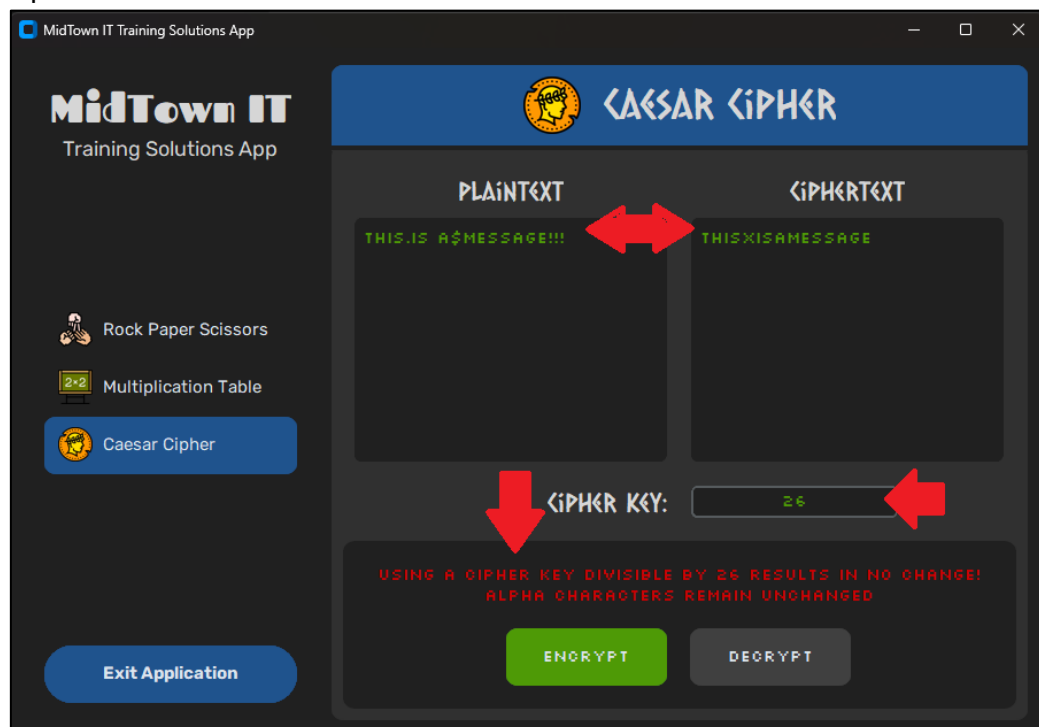 MidTown IT Training Solutions App
MidTown IT
Training Solutions App
CAESAR CiPHER
PLAiNTEXT
CiPHERTEXT
THIS.IS A$MESSAGE!!!
THISXISAMESSAGE
Rock Paper Scissors
2×2
Multiplication Table
Caesar Cipher
CiPHER KEY:
26
USING A CIPHER KEY DIVISIBLE BY 26 RESULTS IN NO CHANGE!
ALPHA CHARACTERS REMAIN UNCHANGED
ENCRYPT
DECRYPT
Exit Application